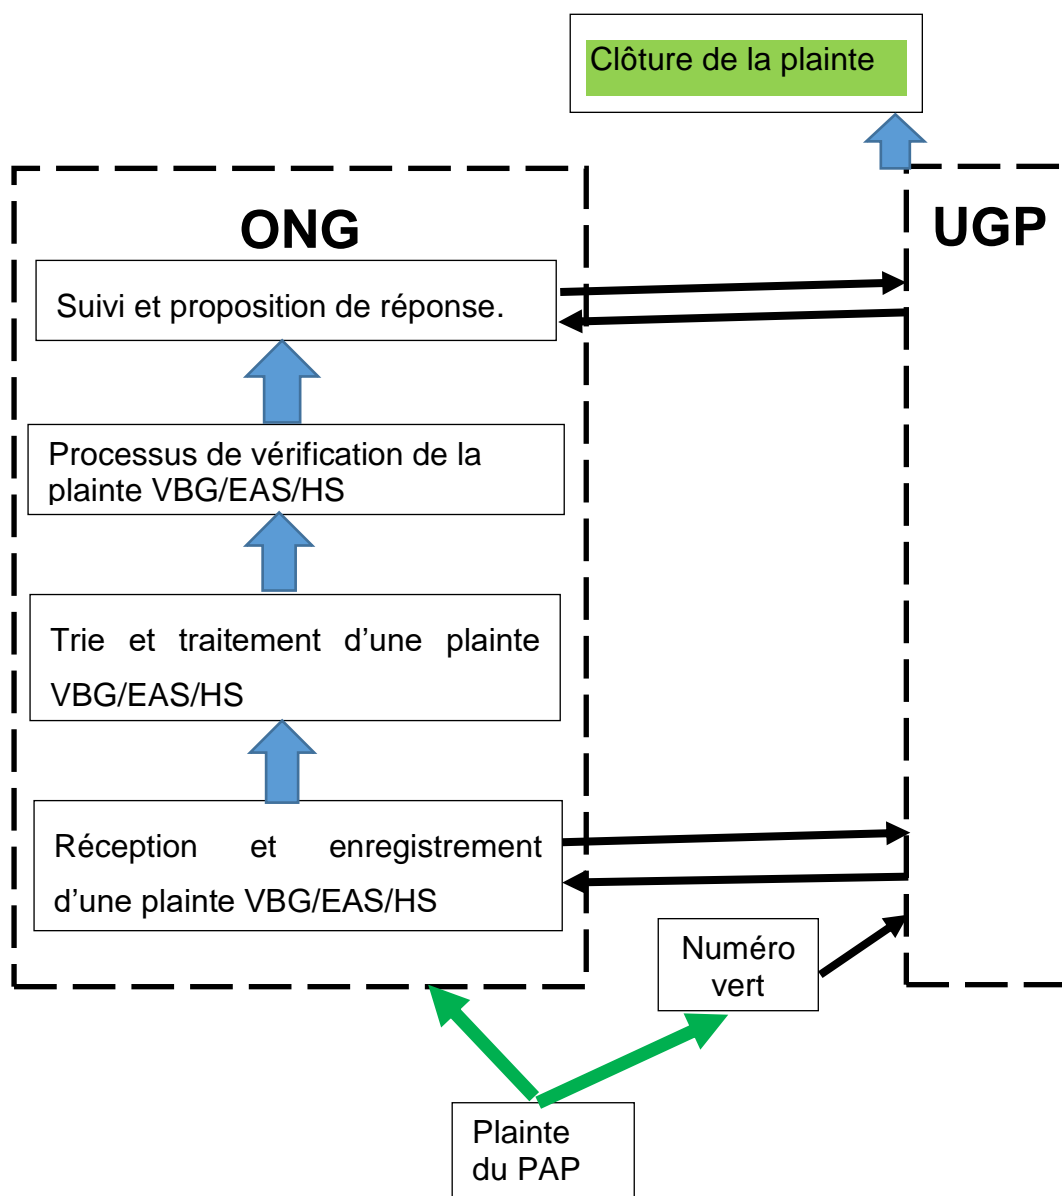 Clôture de la plainte
ONG
UGP
Suivi et proposition de réponse.
Processus de vérification de la
plainte VBG/EAS/HS
Trie et traitement d’une plainte
VBG/EAS/HS
Réception et enregistrement
d’une plainte VBG/EAS/HS
Numéro
vert
Plainte
du PAP